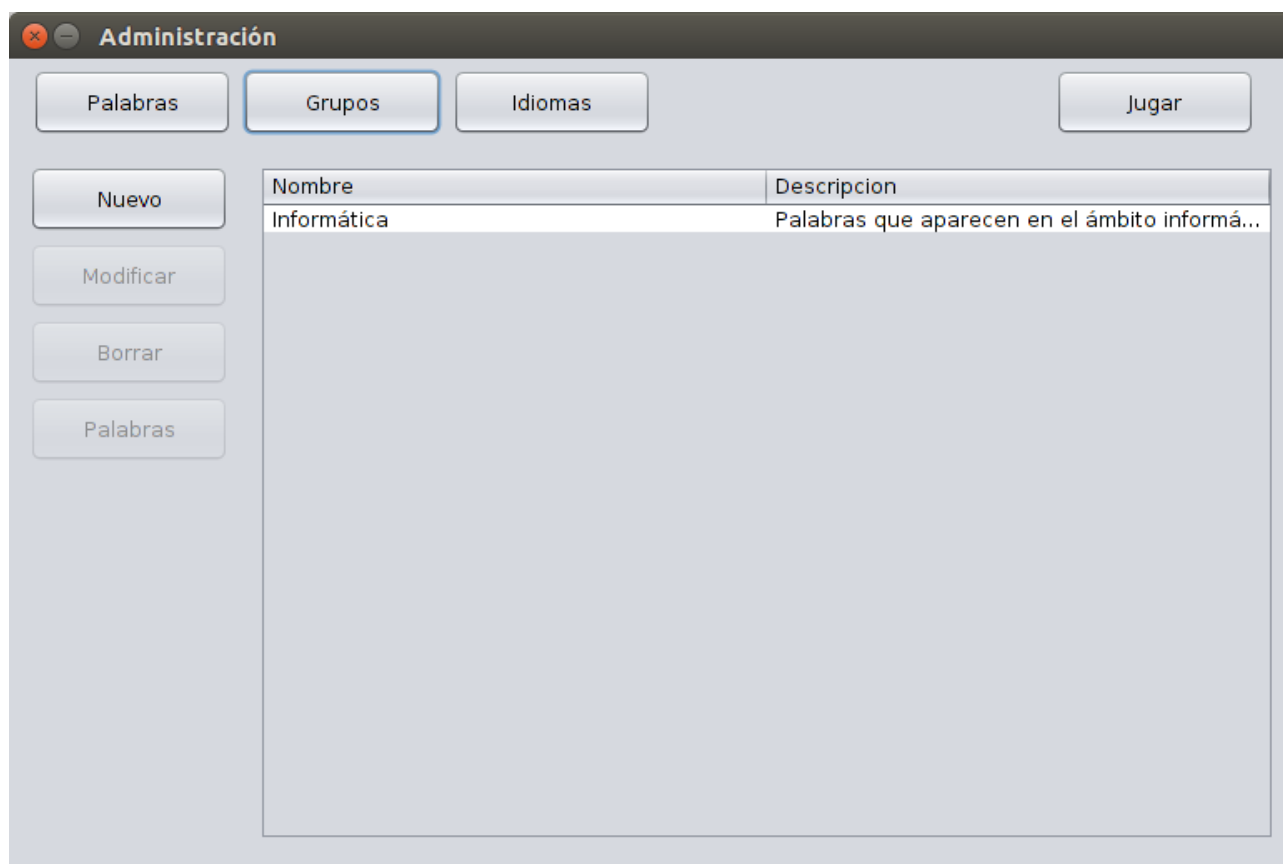 Administración
Palabras Grupos Idiomas Jugar
Nuevo
Modificar
Borrar
Palabras
Nombre Descripcion
Informática Palabras que aparecen en el ámbito informá...